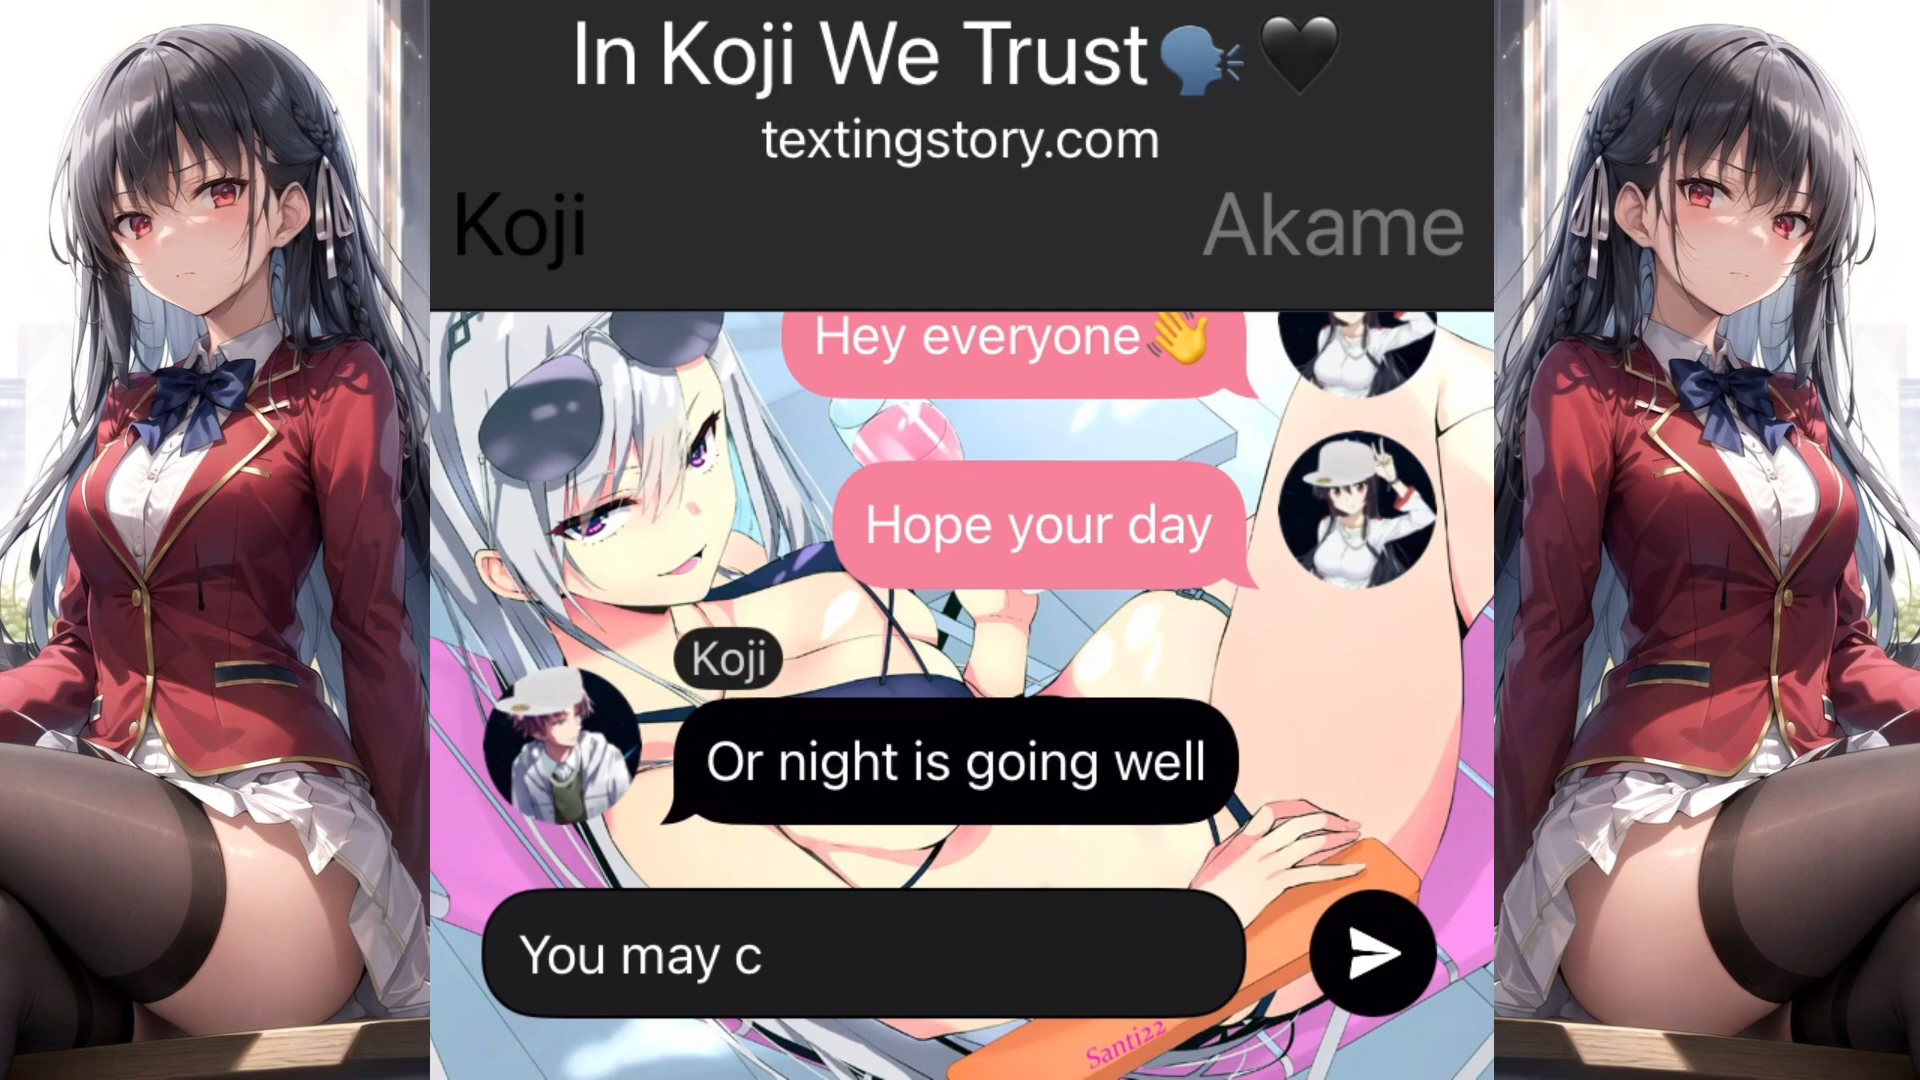 In Koji We Trust🗣️🖤
textingstory.com
Koji
Akame
Hey everyone👋
Hope your day
Koji
Or night is going well
You may c
Santi22